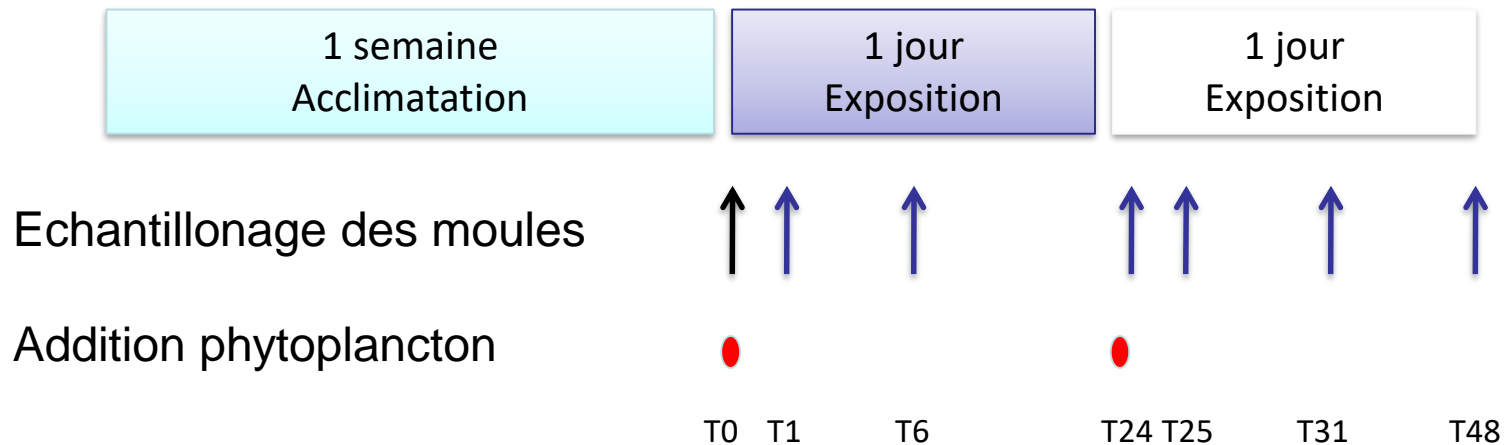 1 semaine
Acclimatation
1 jour
Exposition
1 jour
Exposition
Echantillonage des moules
Addition phytoplancton
T0 T1 T6 T24 T25 T31 T48